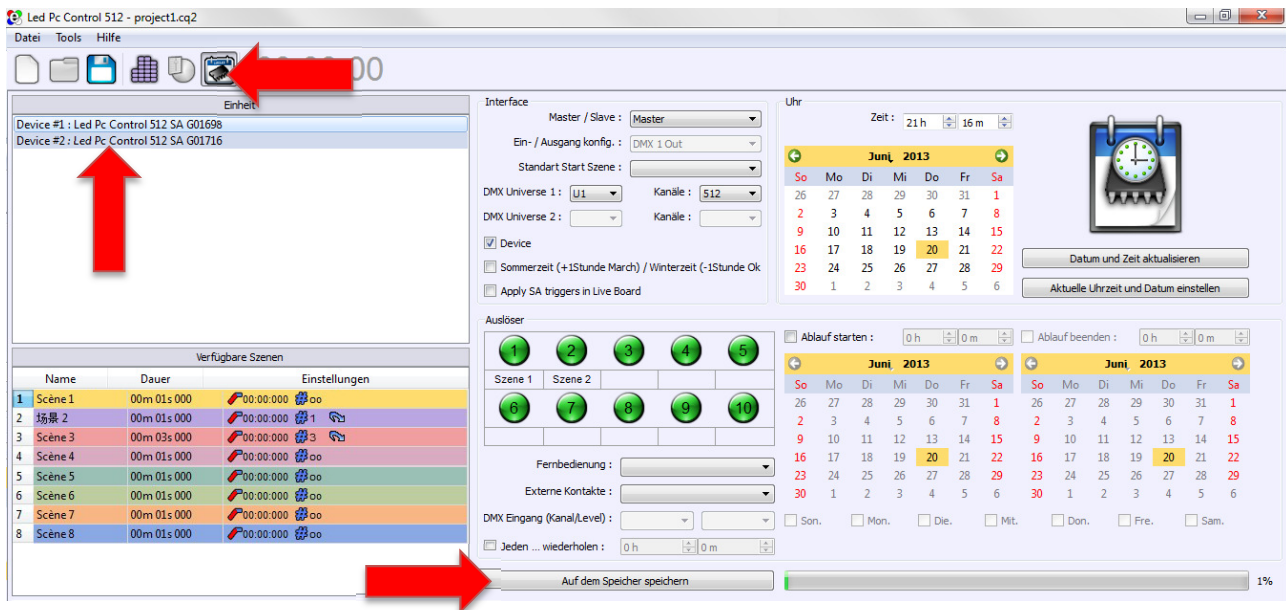 Led Pc Control 512 - project1.cq2
Datei Tools Hilfe
00
Einheit
Device #1 : Led Pc Control 512 SA G01698
Device #2 : Led Pc Control 512 SA G01716
Verfügbare Szenen
Name Dauer Einstellungen
1 Scène 1 00m 01s 000 00:00:000 oo
2 场景 2 00m 01s 000 00:00:000 1
3 Scène 3 00m 03s 000 00:00:000 3
4 Scène 4 00m 01s 000 00:00:000 oo
5 Scène 5 00m 01s 000 00:00:000 oo
6 Scène 6 00m 01s 000 00:00:000 oo
7 Scène 7 00m 01s 000 00:00:000 oo
8 Scène 8 00m 01s 000 00:00:000 oo
Interface
Master / Slave : Master
Ein- / Ausgang konfig. : DMX 1 Out
Standart Start Szene :
DMX Universe 1 : U1 Kanäle : 512
DMX Universe 2 : Kanäle :
Device
Sommerzeit (+1Stunde March) / Winterzeit (-1Stunde Ok
Apply SA triggers in Live Board
Uhr
Zeit : 21 h 16 m
Juni, 2013
So Mo Di Mi Do Fr Sa
26 27 28 29 30 31 1
2 3 4 5 6 7 8
9 10 11 12 13 14 15
16 17 18 19 20 21 22
23 24 25 26 27 28 29
30 1 2 3 4 5 6
Datum und Zeit aktualisieren
Aktuelle Uhrzeit und Datum einstellen
Auslöser
1 2 3 4 5
Szene 1 Szene 2
6 7 8 9 10
Fernbedienung :
Externe Kontakte :
DMX Eingang (Kanal/Level) :
Jeden ... wiederholen : 0 h 0 m
Ablauf starten : 0 h 0 m
Juni, 2013
So Mo Di Mi Do Fr Sa
26 27 28 29 30 31 1
2 3 4 5 6 7 8
9 10 11 12 13 14 15
16 17 18 19 20 21 22
23 24 25 26 27 28 29
30 1 2 3 4 5 6
Ablauf beenden : 0 h 0 m
Juni, 2013
So Mo Di Mi Do Fr Sa
26 27 28 29 30 31 1
2 3 4 5 6 7 8
9 10 11 12 13 14 15
16 17 18 19 20 21 22
23 24 25 26 27 28 29
30 1 2 3 4 5 6
Son. Mon. Die. Mit. Don. Fre. Sam.
Auf dem Speicher speichern
1%